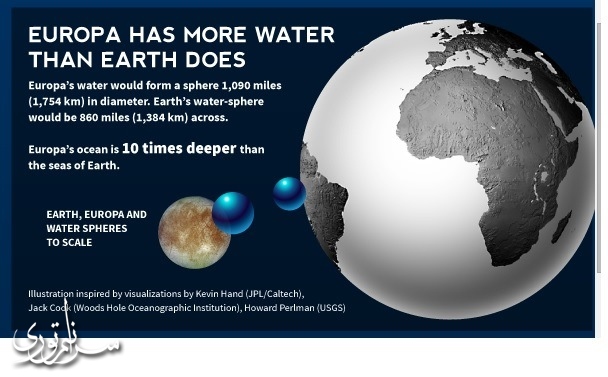 EUROPA HAS MORE WATER
THAN EARTH DOES
Europa's water would form a sphere 1,090 miles
(1,754 km) in diameter. Earth's water-sphere
would be 860 miles (1,384 km) across.
Europa's ocean is 10 times deeper than
the seas of Earth.
EARTH, EUROPA AND
WATER SPHERES
TO SCALE
Illustration inspired by visualizations by Kevin Hand (JPL/Caltech),
Jack Cook (Woods Hole Oceanographic Institution), Howard Perlman (USGS)